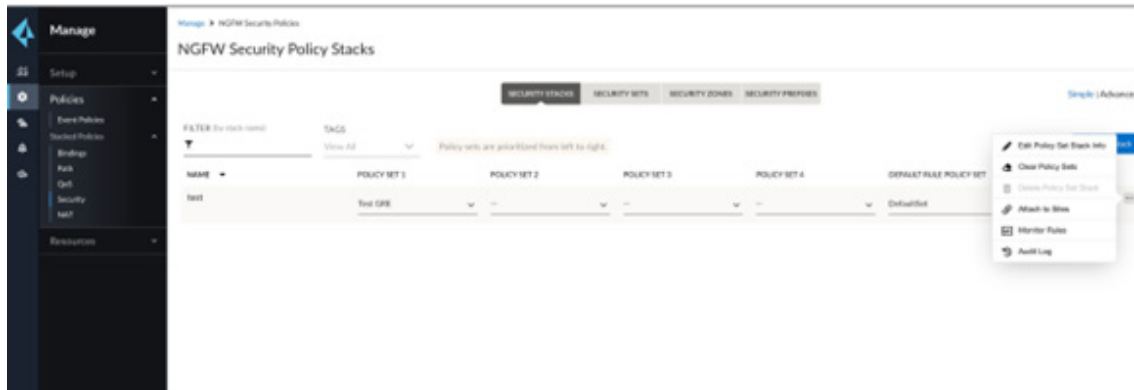 Manage
Setup
Policies
Event Policies
Stacked Policies
Bindings
Path
QoS
Security
NAT
Resources
Manage > NGFW Security Policies
NGFW Security Policy Stacks
SECURITY STACKS SECURITY SETS SECURITY ZONES SECURITY PREFIXES
Simple | Advance
FILTER (by stack name)
TAGS
View All
Policy sets are prioritized from left to right.
NAME POLICY SET 1 POLICY SET 2 POLICY SET 3 POLICY SET 4 DEFAULT RULE POLICY SET
test Test GRE -- -- -- DefaultSet
Edit Policy Set Stack Info
Clear Policy Sets
Delete Policy Set Stack
Attach to Sites
Monitor Rules
Audit Log